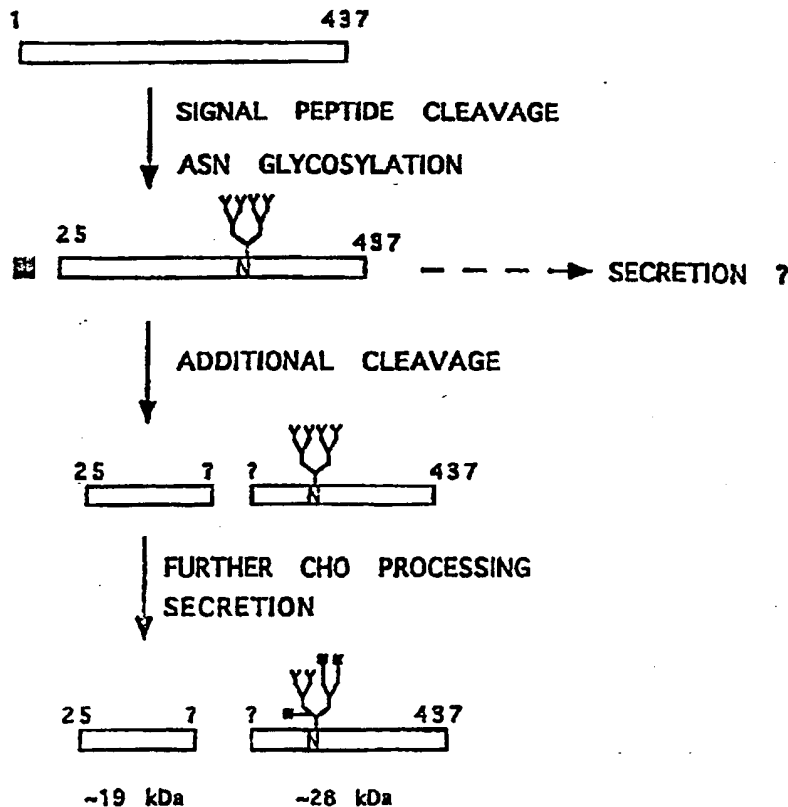 1 437
SIGNAL PEPTIDE CLEAVAGE
ASN GLYCOSYLATION
25 437
N
SECRETION ?
ADDITIONAL CLEAVAGE
25 ? ? 437
N
FURTHER CHO PROCESSING
SECRETION
25 ? ? 437
N
~19 kDa ~28 kDa